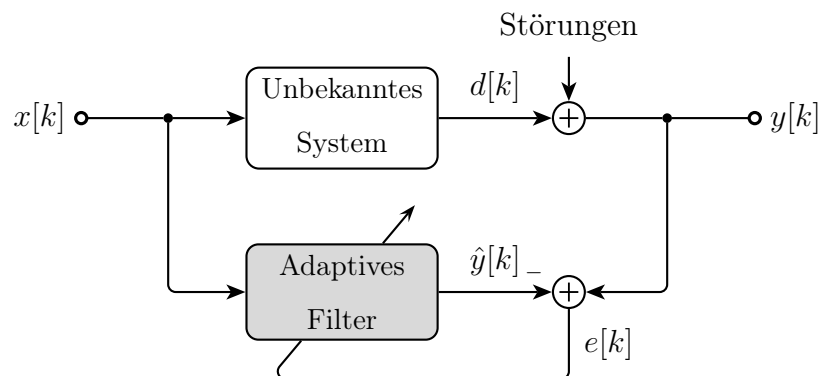 Störungen
x[k]
Unbekanntes
System
d[k]
+
y[k]
Adaptives
Filter
ŷ[k]
−
+
e[k]